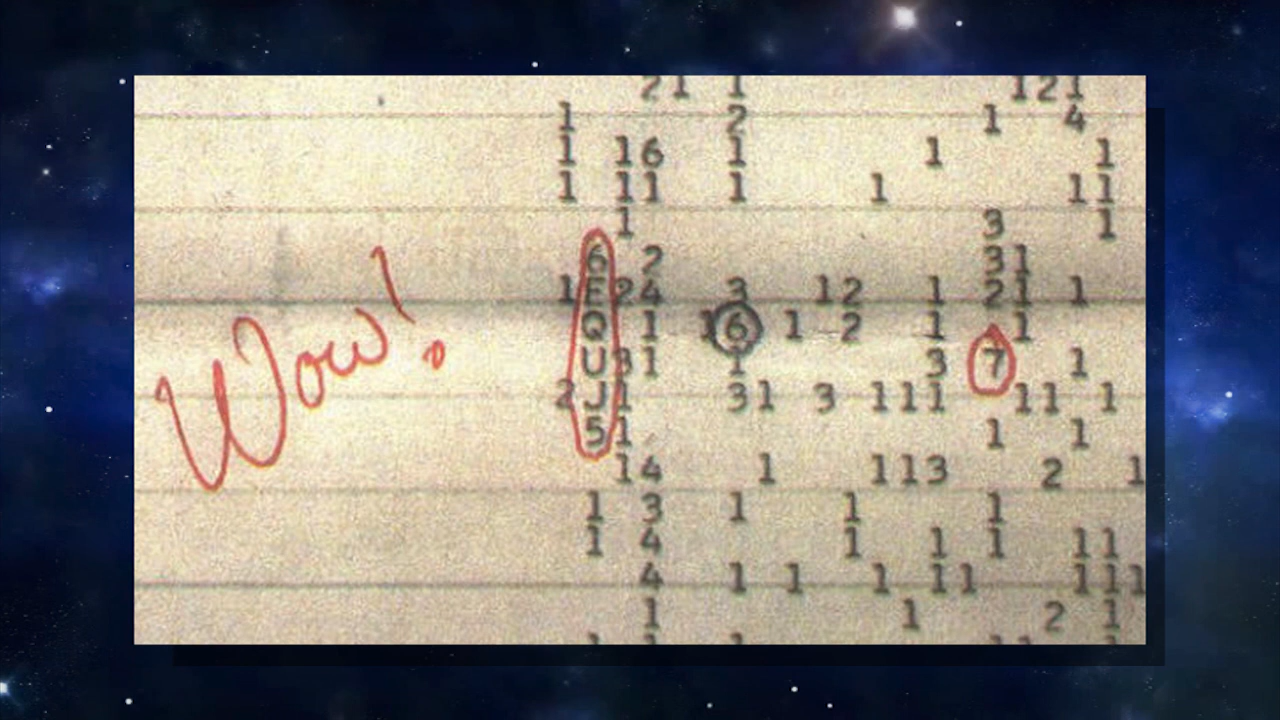 Wow!
21 1 121
1 2 1 4
1 16 1 1 1
1 11 1 1 11
1 3 1
6 2 31
1E24 3 12 1 21 1
Q 1 16 1 2 1 1
U31 1 3 7 1
2J1 31 3 111 11 1
51 1 1
14 1 113 2 1
1 3 1 1 1
1 4 1 1 1 11
4 1 1 1 11 111
1 1 2 1